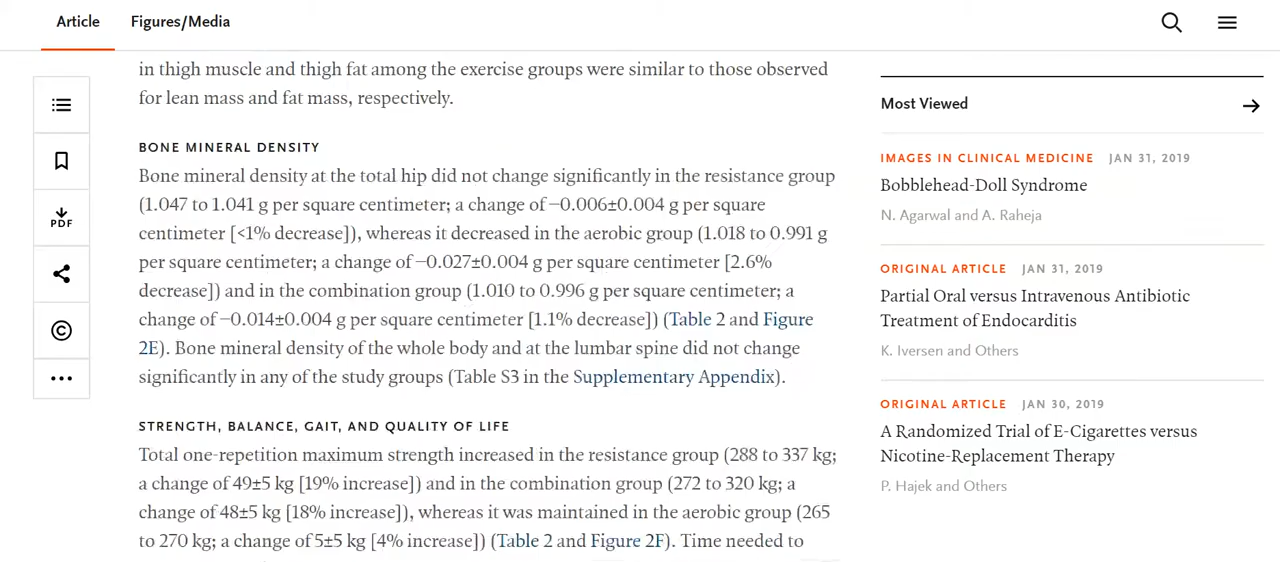 Article
Figures/Media
in thigh muscle and thigh fat among the exercise groups were similar to those observed
for lean mass and fat mass, respectively.
BONE MINERAL DENSITY
Bone mineral density at the total hip did not change significantly in the resistance group
(1.047 to 1.041 g per square centimeter; a change of −0.006±0.004 g per square
centimeter [<1% decrease]), whereas it decreased in the aerobic group (1.018 to 0.991 g
per square centimeter; a change of −0.027±0.004 g per square centimeter [2.6%
decrease]) and in the combination group (1.010 to 0.996 g per square centimeter; a
change of −0.014±0.004 g per square centimeter [1.1% decrease]) (Table 2 and Figure
2E). Bone mineral density of the whole body and at the lumbar spine did not change
significantly in any of the study groups (Table S3 in the Supplementary Appendix).
STRENGTH, BALANCE, GAIT, AND QUALITY OF LIFE
Total one-repetition maximum strength increased in the resistance group (288 to 337 kg;
a change of 49±5 kg [19% increase]) and in the combination group (272 to 320 kg; a
change of 48±5 kg [18% increase]), whereas it was maintained in the aerobic group (265
to 270 kg; a change of 5±5 kg [4% increase]) (Table 2 and Figure 2F). Time needed to
PDF
Most Viewed
IMAGES IN CLINICAL MEDICINE JAN 31, 2019
Bobblehead-Doll Syndrome
N. Agarwal and A. Raheja
ORIGINAL ARTICLE JAN 31, 2019
Partial Oral versus Intravenous Antibiotic
Treatment of Endocarditis
K. Iversen and Others
ORIGINAL ARTICLE JAN 30, 2019
A Randomized Trial of E-Cigarettes versus
Nicotine-Replacement Therapy
P. Hajek and Others